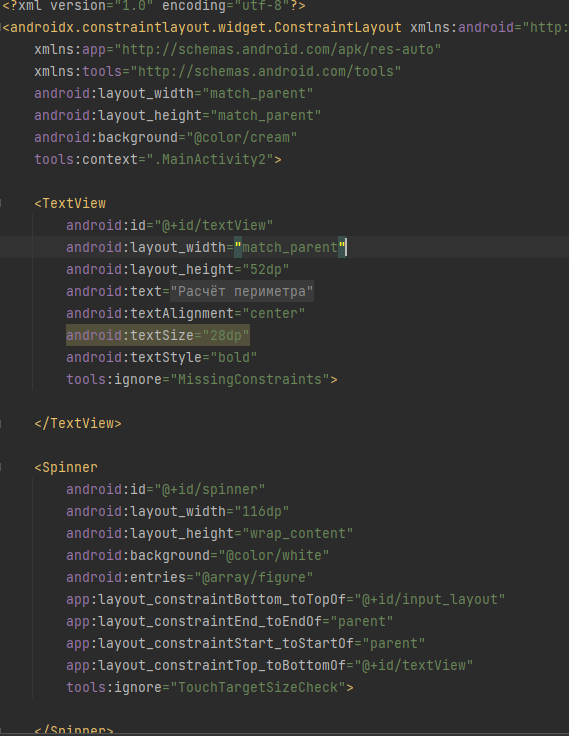 <?xml version="1.0" encoding="utf-8"?>
<androidx.constraintlayout.widget.ConstraintLayout xmlns:android="http:
xmlns:app="http://schemas.android.com/apk/res-auto"
xmlns:tools="http://schemas.android.com/tools"
android:layout_width="match_parent"
android:layout_height="match_parent"
android:background="@color/cream"
tools:context=".MainActivity2">
<TextView
android:id="@+id/textView"
android:layout_width="match_parent"
android:layout_height="52dp"
android:text="Расчёт периметра"
android:textAlignment="center"
android:textSize="28dp"
android:textStyle="bold"
tools:ignore="MissingConstraints">
</TextView>
<Spinner
android:id="@+id/spinner"
android:layout_width="116dp"
android:layout_height="wrap_content"
android:background="@color/white"
android:entries="@array/figure"
app:layout_constraintBottom_toTopOf="@+id/input_layout"
app:layout_constraintEnd_toEndOf="parent"
app:layout_constraintStart_toStartOf="parent"
app:layout_constraintTop_toBottomOf="@+id/textView"
tools:ignore="TouchTargetSizeCheck">
</Spinner>